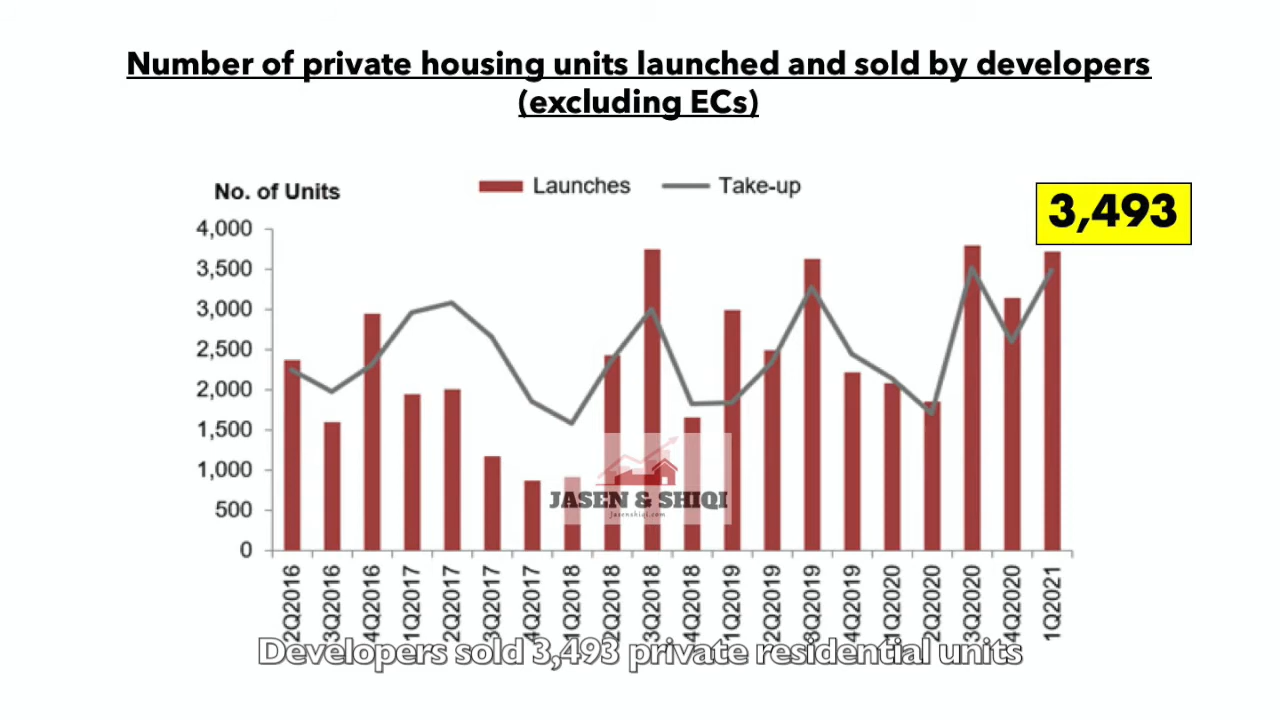 Number of private housing units launched and sold by developers
(excluding ECs)
No. of Units
Launches
Take-up
3,493
4,000
3,500
3,000
2,500
2,000
1,500
1,000
500
0
JASEN & SHIQI
jasenshiqi.com
2Q2016
3Q2016
4Q2016
1Q2017
2Q2017
3Q2017
4Q2017
1Q2018
2Q2018
3Q2018
4Q2018
1Q2019
2Q2019
3Q2019
4Q2019
1Q2020
2Q2020
3Q2020
4Q2020
1Q2021
Developers sold 3,493 private residential units